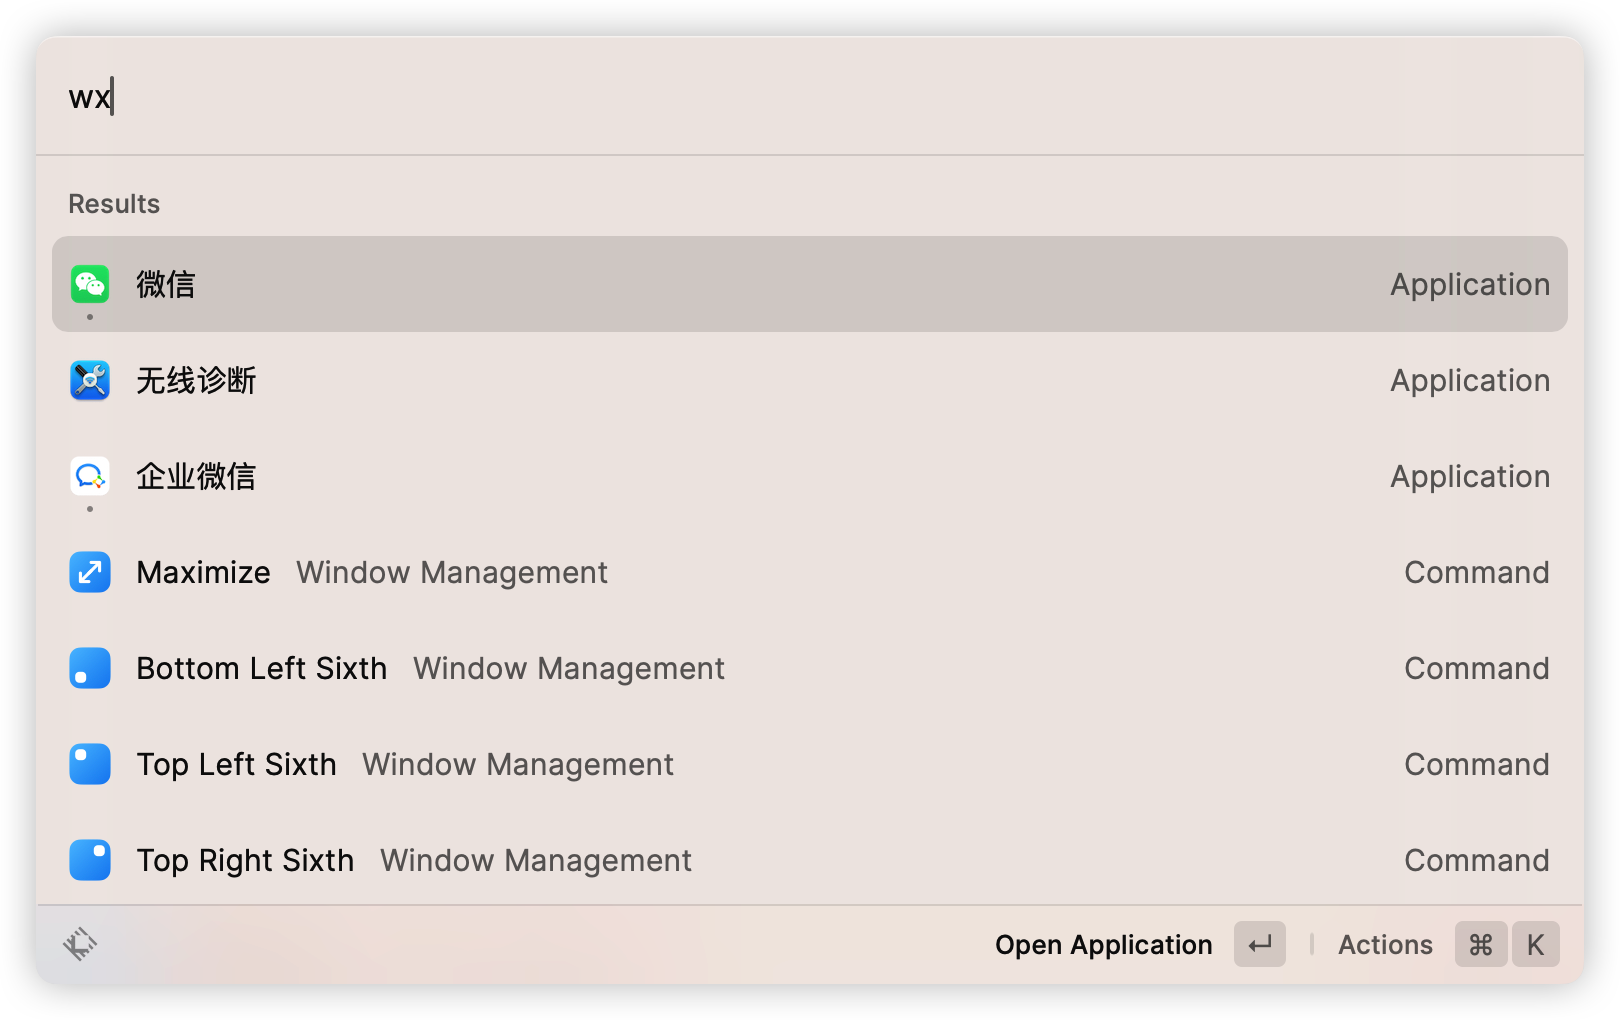 wx
Results
微信 Application
无线诊断 Application
企业微信 Application
Maximize Window Management Command
Bottom Left Sixth Window Management Command
Top Left Sixth Window Management Command
Top Right Sixth Window Management Command
Open Application ↵ | Actions ⌘ K